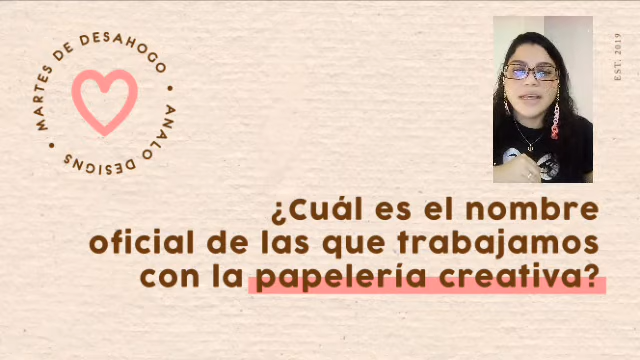 MARTES DE DESAHOGO • ANALO DESIGNS •
EST. 2019
¿Cuál es el nombre
oficial de las que trabajamos
con la papelería creativa?